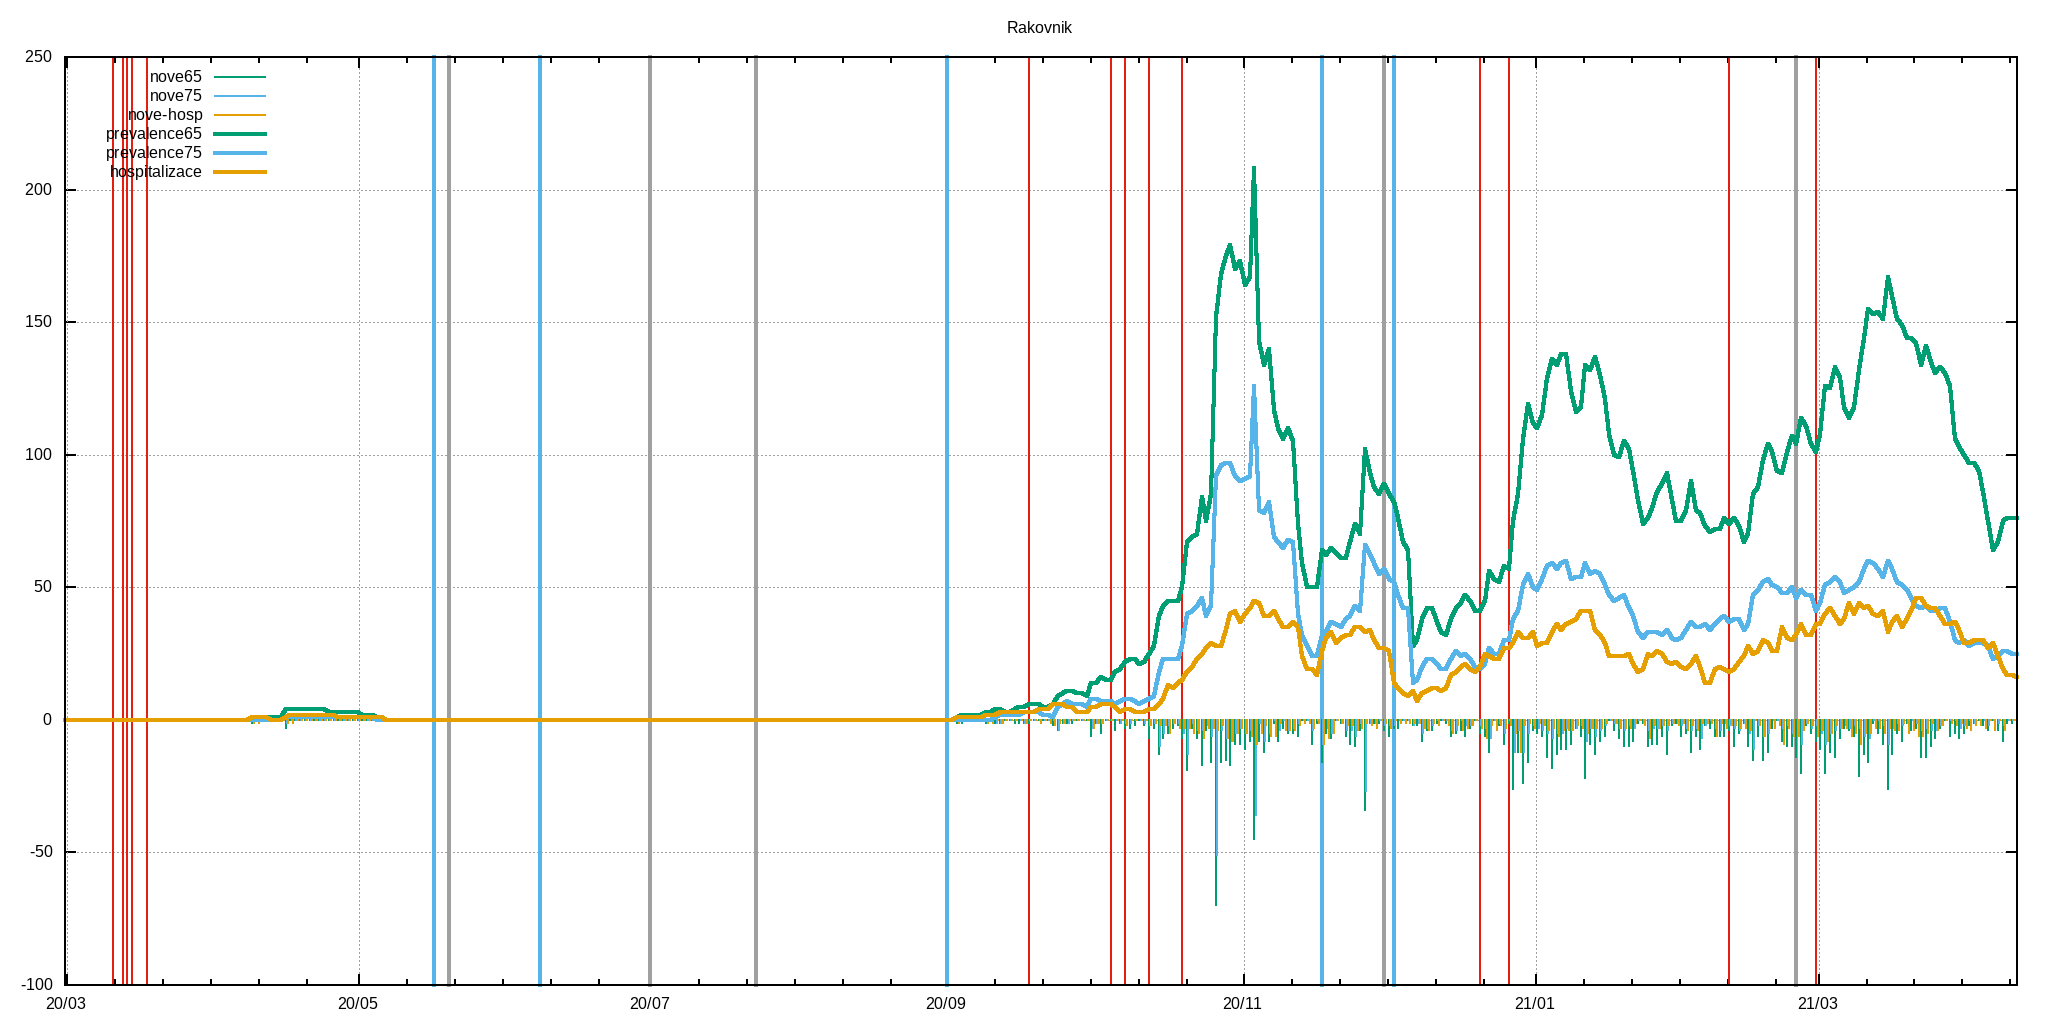 Rakovnik
250
nove65
nove75
nove-hosp
prevalence65
prevalence75
hospitalizace
200
150
100
50
0
-50
-100
20/03 20/05 20/07 20/09 20/11 21/01 21/03